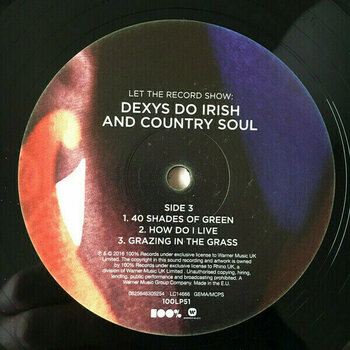 LET THE RECORD SHOW:
DEXYS DO IRISH
AND COUNTRY SOUL
SIDE 3
1. 40 SHADES OF GREEN
2. HOW DO I LIVE
3. GRAZING IN THE GRASS
℗ & © 2016 100% Records under exclusive license to Warner Music UK
Limited. The copyright in this sound recording and artwork is owned
by 100% Records under exclusive license to Rhino UK, a
division of Warner Music UK Limited. Unauthorised copying, hiring,
lending, public performance and broadcasting prohibited. A
Warner Music Group Company. Made in the E.U.
0825646305254 LC14666 GEMA/MCPS
100LP51
100%